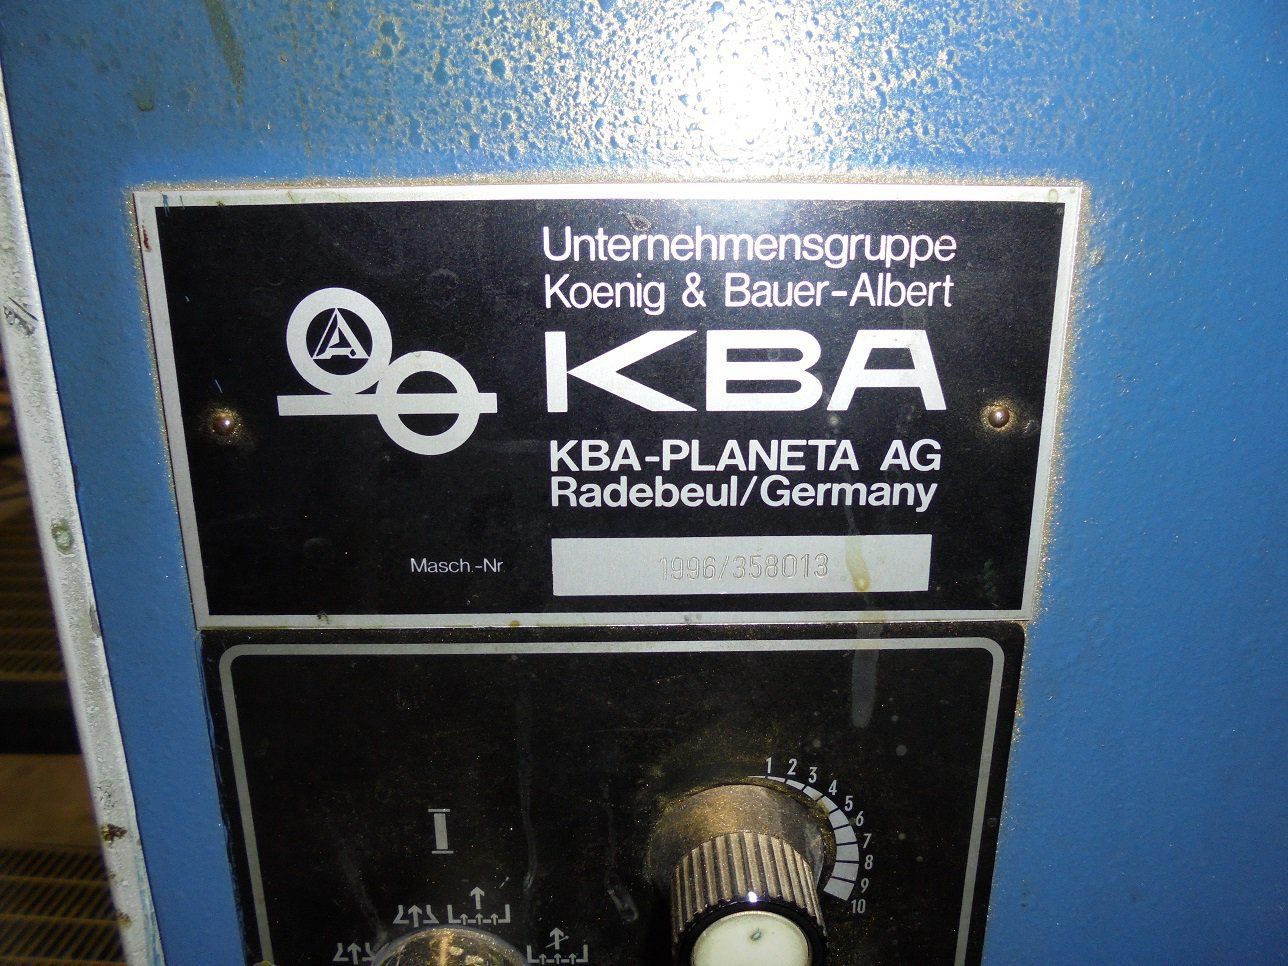 Unternehmensgruppe
Koenig & Bauer-Albert
KBA
KBA-PLANETA AG
Radebeul/Germany
Masch.-Nr 1996/358013
A
I
1 2 3 4 5 6 7 8 9 10